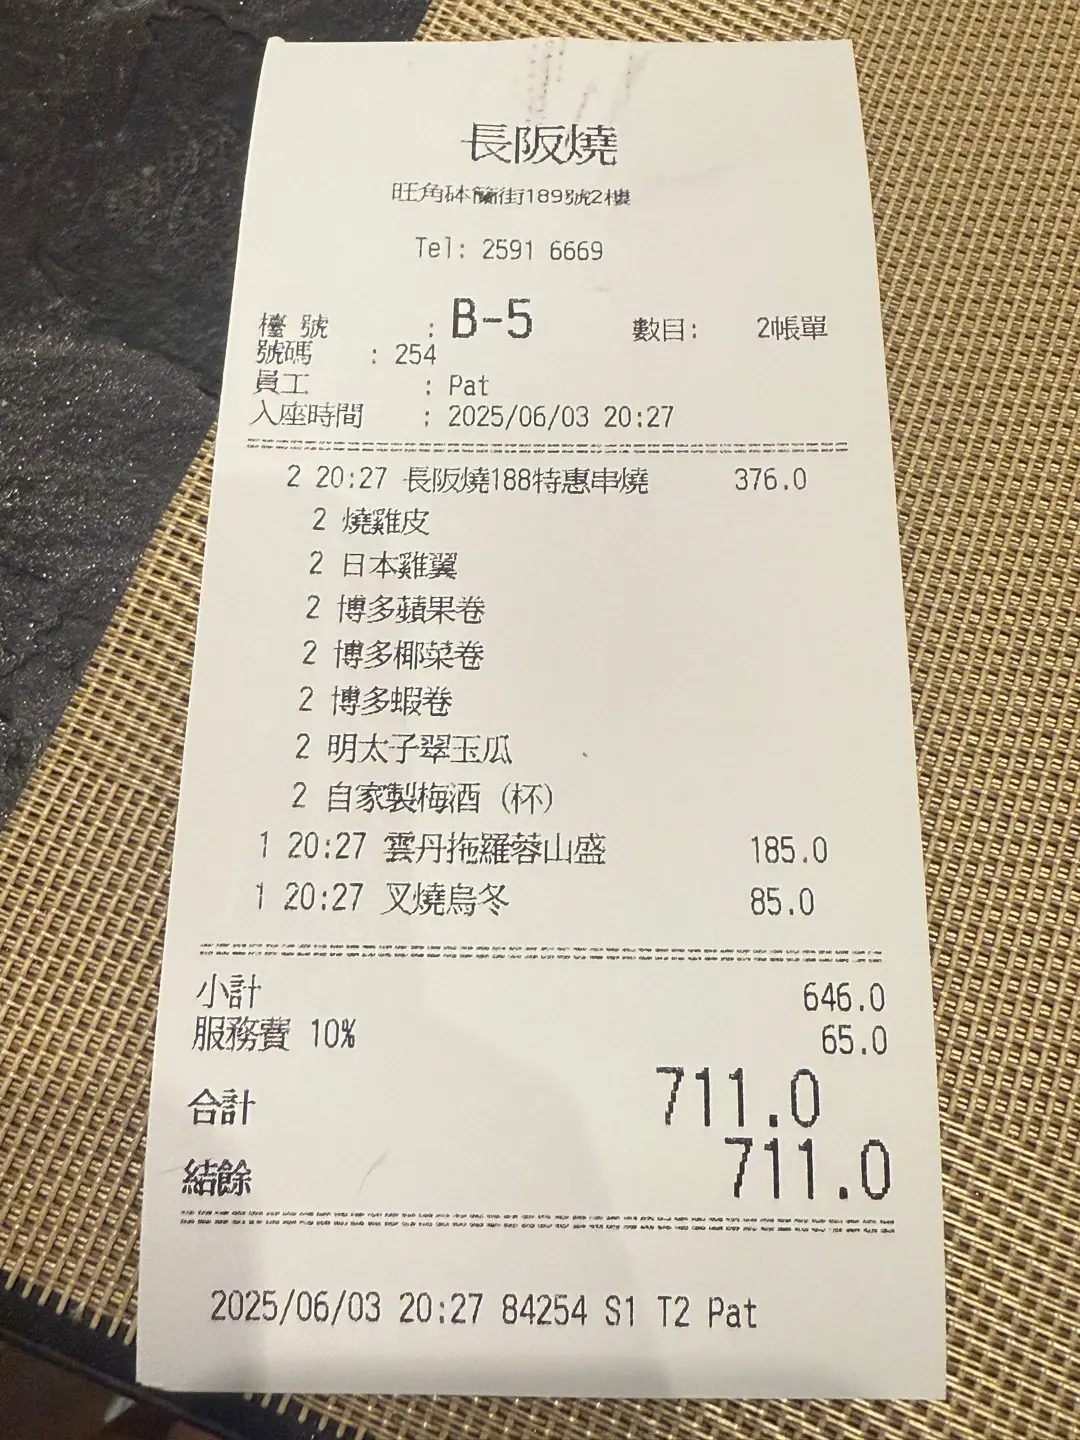 長阪燒
旺角砵蘭街189號2樓
Tel: 2591 6669
檯 號 : B-5 數目: 2帳單
號碼 : 254
員工 : Pat
入座時間 : 2025/06/03 20:27
2 20:27 長阪燒188特惠串燒 376.0
2 燒雞皮
2 日本雞翼
2 博多蘋果卷
2 博多椰菜卷
2 博多蝦卷
2 明太子翠玉瓜
2 自家製梅酒 (杯)
1 20:27 雲丹拖羅蓉山盛 185.0
1 20:27 叉燒烏冬 85.0
小計 646.0
服務費 10% 65.0
合計 711.0
結餘 711.0
2025/06/03 20:27 84254 S1 T2 Pat